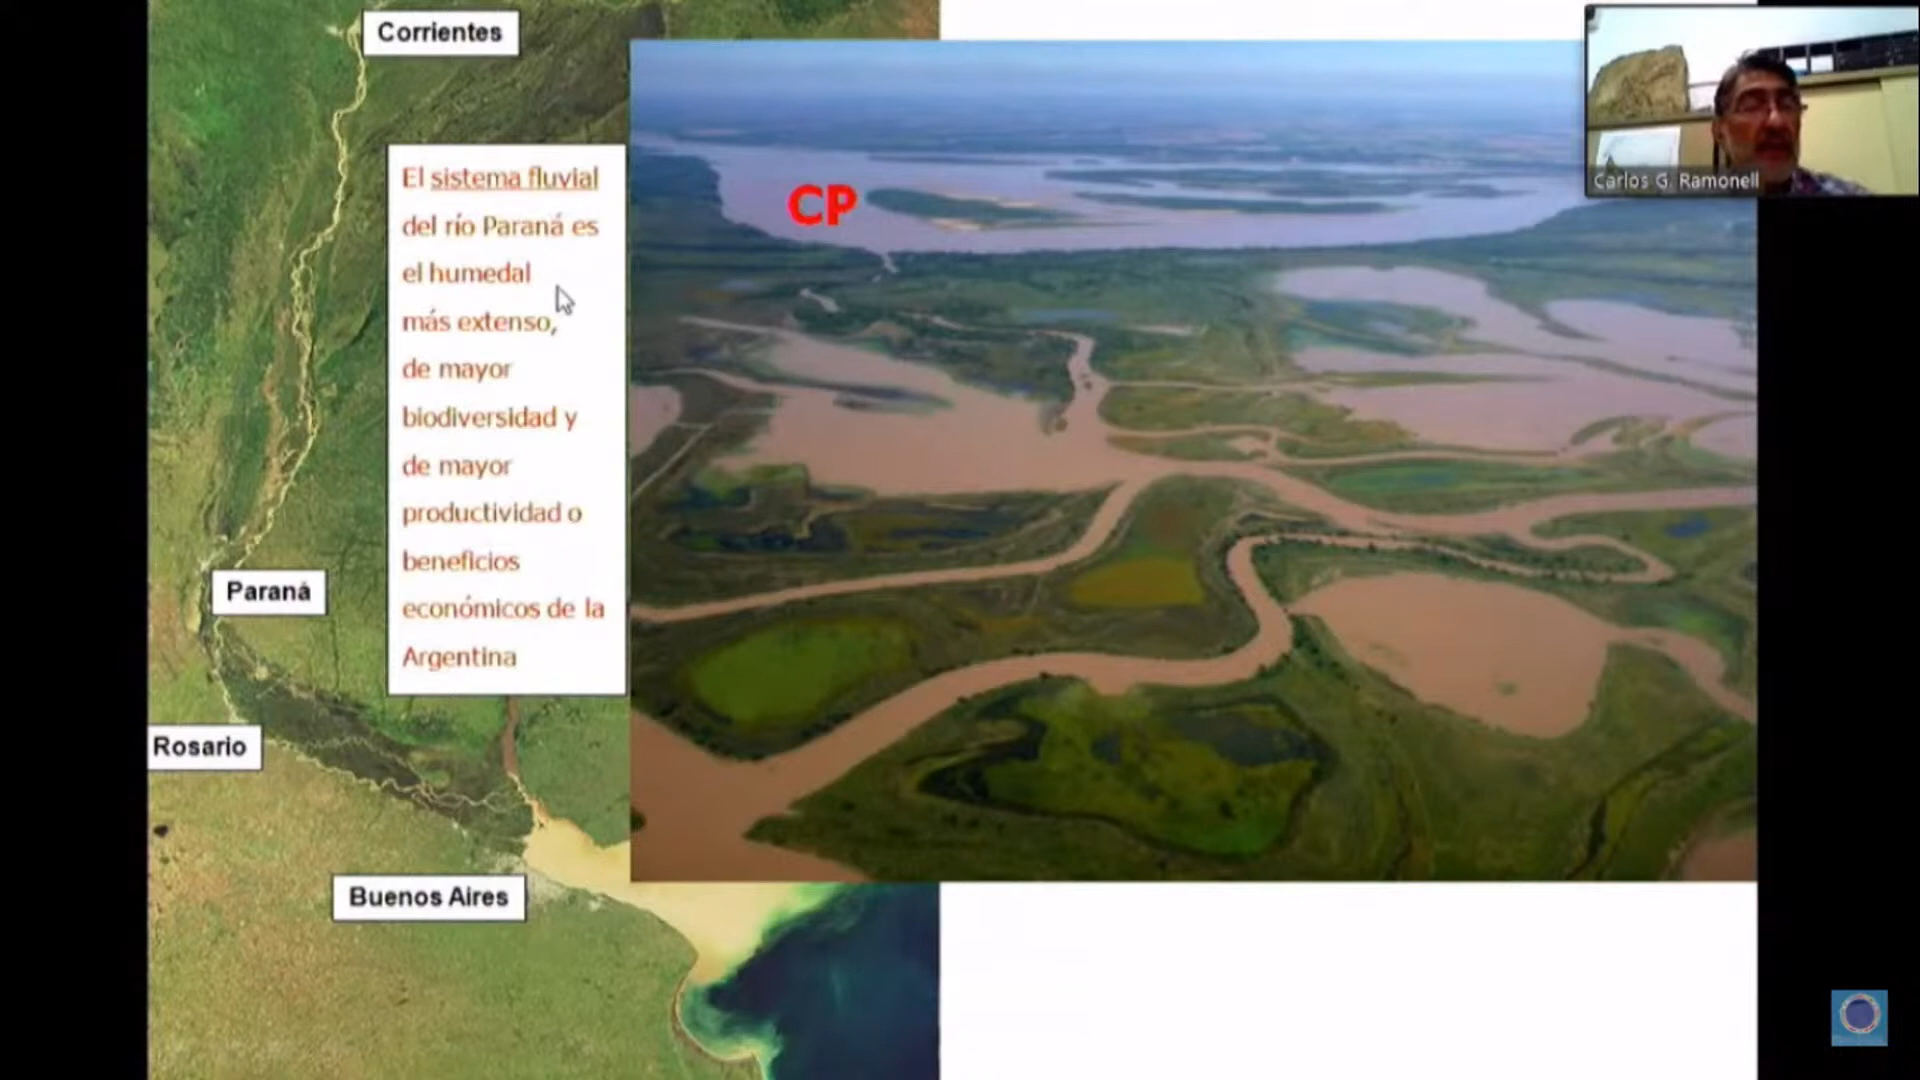 Corrientes
El sistema fluvial
del río Paraná es
el humedal
más extenso,
de mayor
biodiversidad y
de mayor
productividad o
beneficios
económicos de la
Argentina
CP
Carlos G. Ramonell
Paraná
Rosario
Buenos Aires